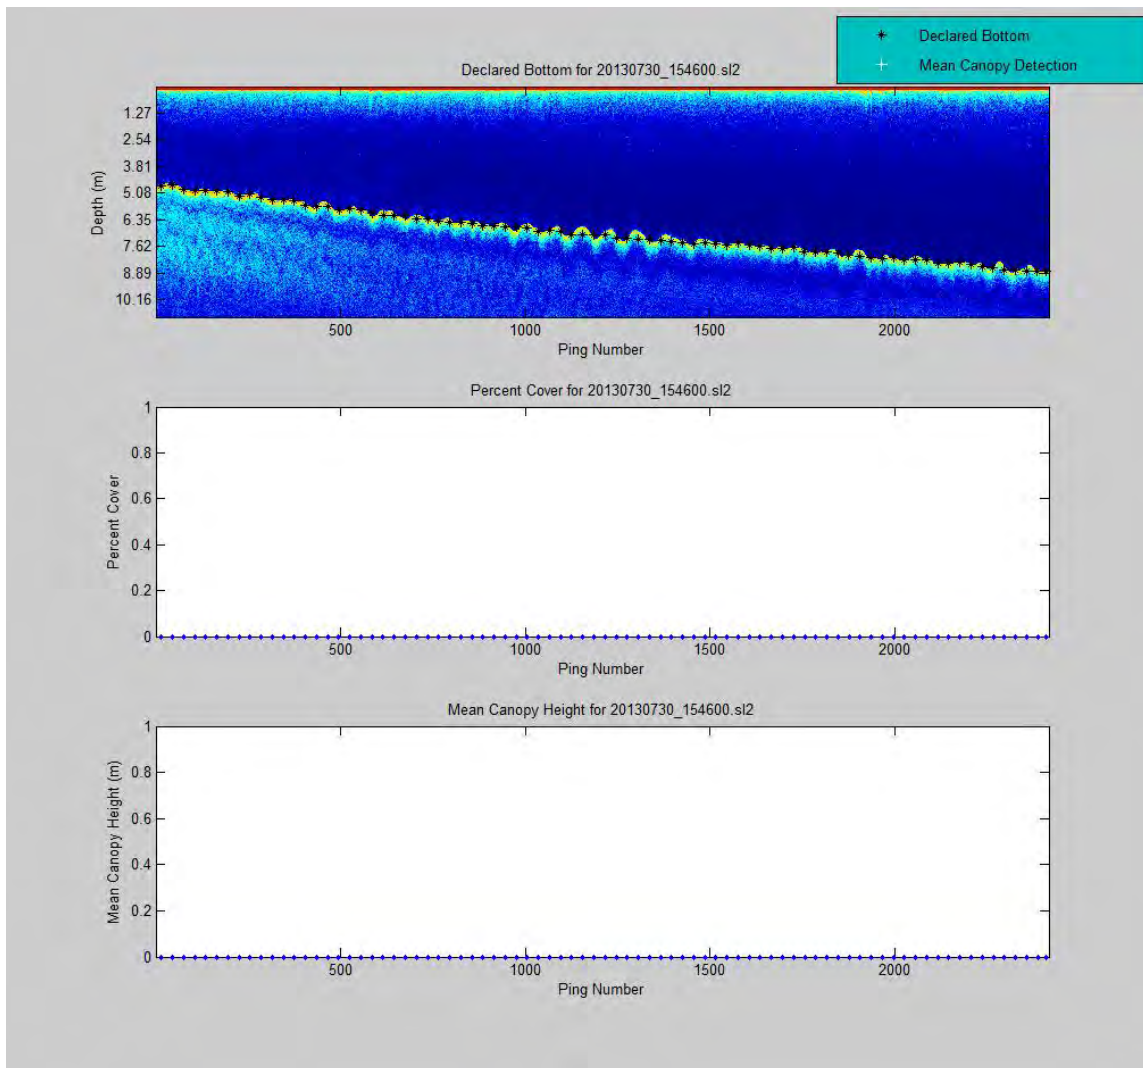 Declared Bottom
Mean Canopy Detection
Declared Bottom for 20130730_154600.sl2
1.27
2.54
3.81
5.08
6.35
7.62
8.89
10.16
Depth (m)
500 1000 1500 2000
Ping Number
Percent Cover for 20130730_154600.sl2
1
0.8
0.6
0.4
0.2
0
Percent Cover
500 1000 1500 2000
Ping Number
Mean Canopy Height for 20130730_154600.sl2
1
0.8
0.6
0.4
0.2
0
Mean Canopy Height (m)
500 1000 1500 2000
Ping Number